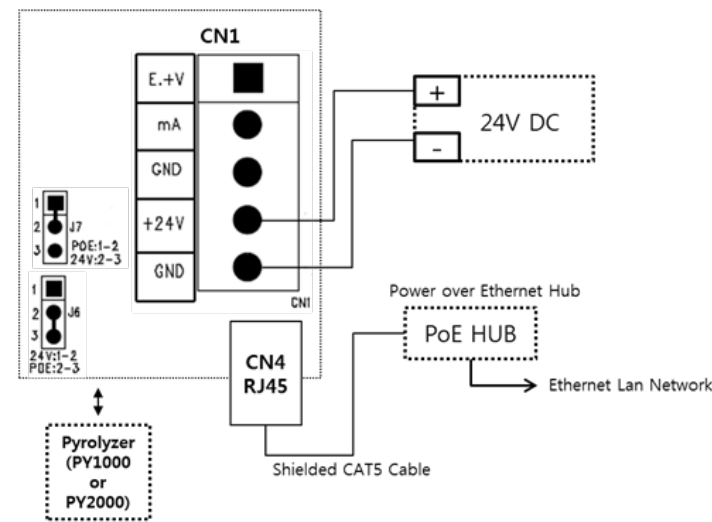 CN1
E.+V
mA
GND
+24V
GND
CN1
+
24V DC
-
1
2
3
J7
POE:1-2
24V:2-3
1
2
3
J6
24V:1-2
POE:2-3
CN4
RJ45
Power over Ethernet Hub
PoE HUB
Ethernet Lan Network
Shielded CAT5 Cable
Pyrolyzer
(PY1000
or
PY2000)